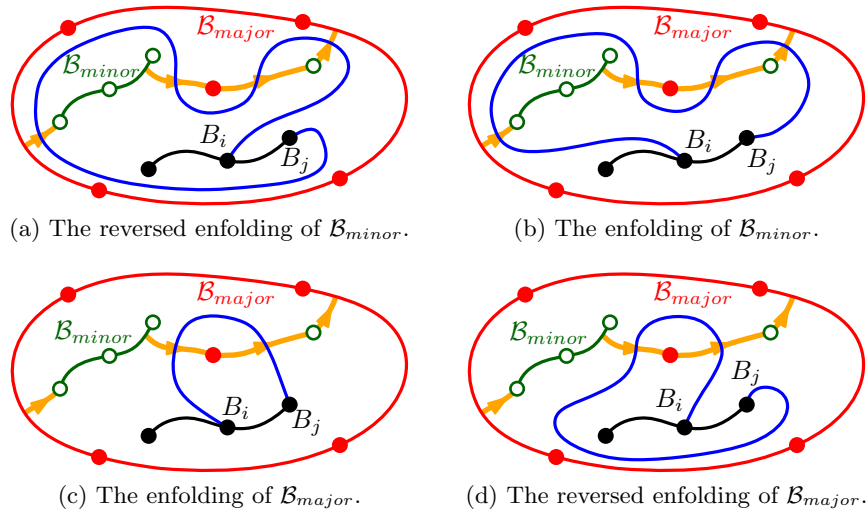 𝓑_major 𝓑_major
𝓑_minor 𝓑_minor
B_i B_j B_i B_j
(a) The reversed enfolding of 𝓑_minor. (b) The enfolding of 𝓑_minor.
𝓑_major 𝓑_major
𝓑_minor 𝓑_minor
B_i B_j B_i B_j
(c) The enfolding of 𝓑_major. (d) The reversed enfolding of 𝓑_major.